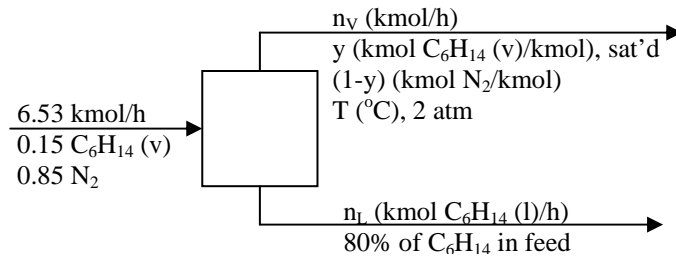 n_V (kmol/h)
y (kmol C₆H₁₄ (v)/kmol), sat’d
(1-y) (kmol N₂/kmol)
T (°C), 2 atm
6.53 kmol/h
0.15 C₆H₁₄ (v)
0.85 N₂
n_L (kmol C₆H₁₄ (l)/h)
80% of C₆H₁₄ in feed